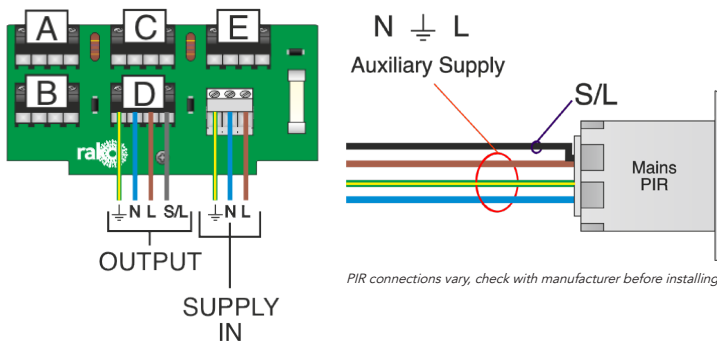 A
C
E
B
D
rako
⏚ N L S/L
⏚ N L
OUTPUT
SUPPLY
IN
N ⏚ L
Auxiliary Supply
S/L
Mains
PIR
PIR connections vary, check with manufacturer before installing